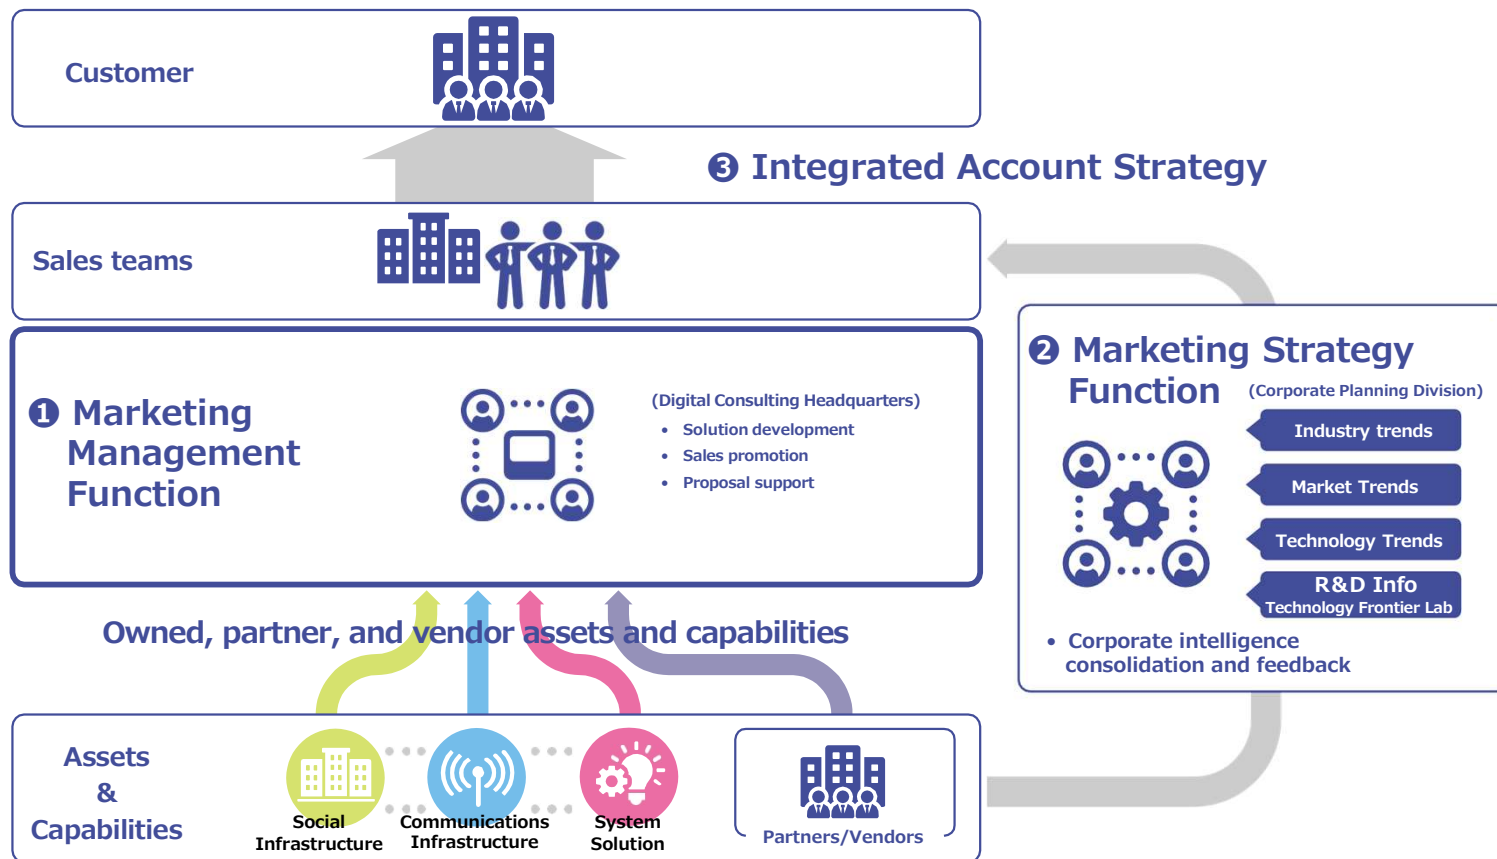 Customer
❸ Integrated Account Strategy
Sales teams
❶ Marketing
Management
Function
(Digital Consulting Headquarters)
• Solution development
• Sales promotion
• Proposal support
❷ Marketing Strategy
Function (Corporate Planning Division)
Industry trends
Market Trends
Technology Trends
R&D Info
Technology Frontier Lab
• Corporate intelligence
consolidation and feedback
Owned, partner, and vendor assets and capabilities
Assets
&
Capabilities
Social
Infrastructure
Communications
Infrastructure
System
Solution
Partners/Vendors